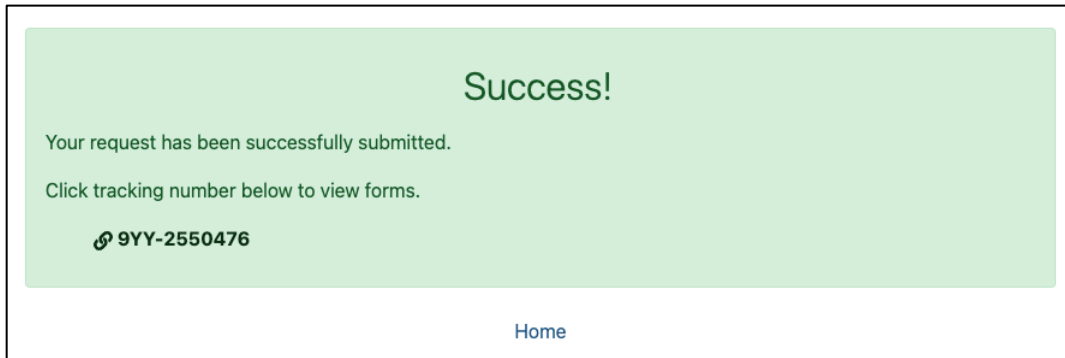 Success!
Your request has been successfully submitted.
Click tracking number below to view forms.
9YY-2550476
Home